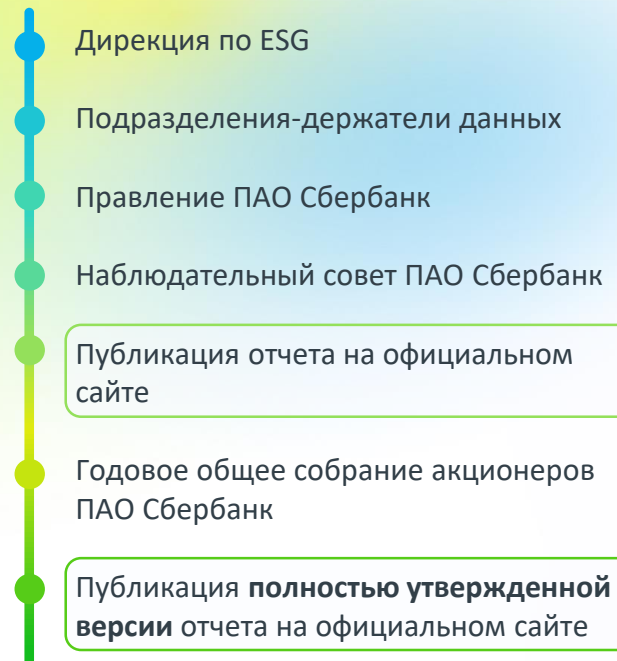 Дирекция по ESG
Подразделения-держатели данных
Правление ПАО Сбербанк
Наблюдательный совет ПАО Сбербанк
Публикация отчета на официальном
сайте
Годовое общее собрание акционеров
ПАО Сбербанк
Публикация полностью утвержденной
версии отчета на официальном сайте